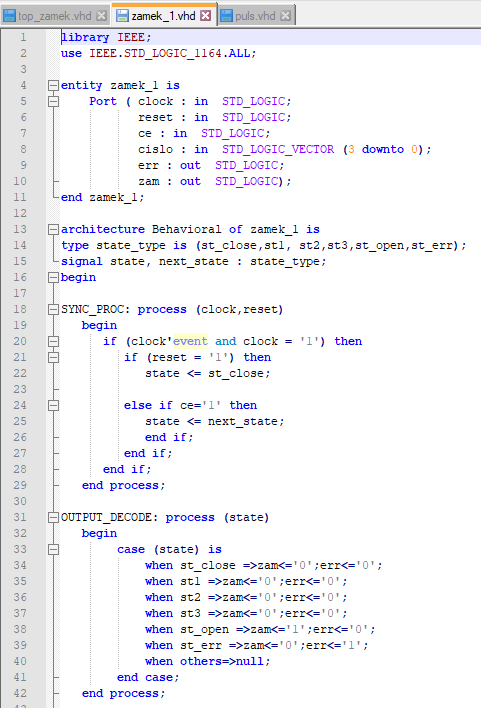 top_zamek.vhd zamek_1.vhd puls.vhd
1 library IEEE;
2 use IEEE.STD_LOGIC_1164.ALL;
3
4 entity zamek_1 is
5 Port ( clock : in STD_LOGIC;
6 reset : in STD_LOGIC;
7 ce : in STD_LOGIC;
8 cislo : in STD_LOGIC_VECTOR (3 downto 0);
9 err : out STD_LOGIC;
10 zam : out STD_LOGIC);
11 end zamek_1;
12
13 architecture Behavioral of zamek_1 is
14 type state_type is (st_close,st1, st2,st3,st_open,st_err);
15 signal state, next_state : state_type;
16 begin
17
18 SYNC_PROC: process (clock,reset)
19 begin
20 if (clock'event and clock = '1') then
21 if (reset = '1') then
22 state <= st_close;
23
24 else if ce='1' then
25 state <= next_state;
26 end if;
27 end if;
28 end if;
29 end process;
30
31 OUTPUT_DECODE: process (state)
32 begin
33 case (state) is
34 when st_close =>zam<='0';err<='0';
35 when st1 =>zam<='0';err<='0';
36 when st2 =>zam<='0';err<='0';
37 when st3 =>zam<='0';err<='0';
38 when st_open =>zam<='1';err<='0';
39 when st_err =>zam<='0';err<='1';
40 when others=>null;
41 end case;
42 end process;